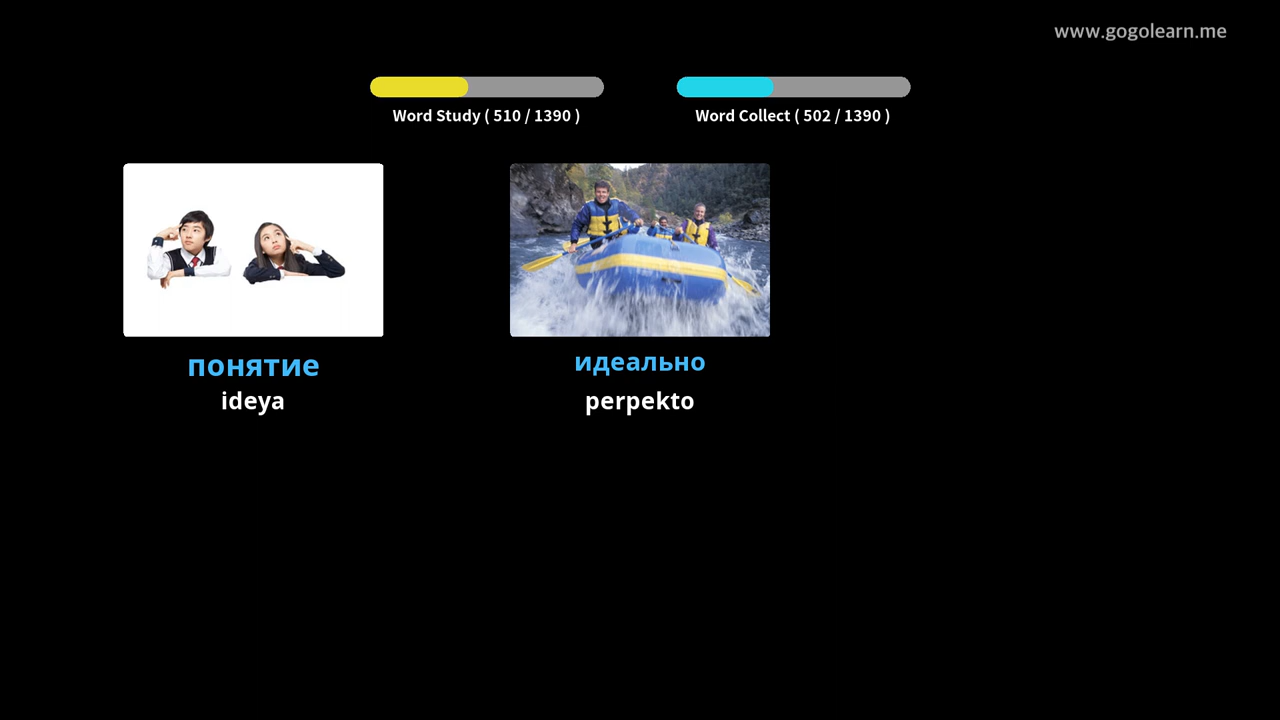 www.gogolearn.me
Word Study ( 510 / 1390 )
Word Collect ( 502 / 1390 )
понятие
ideya
идеально
perpekto